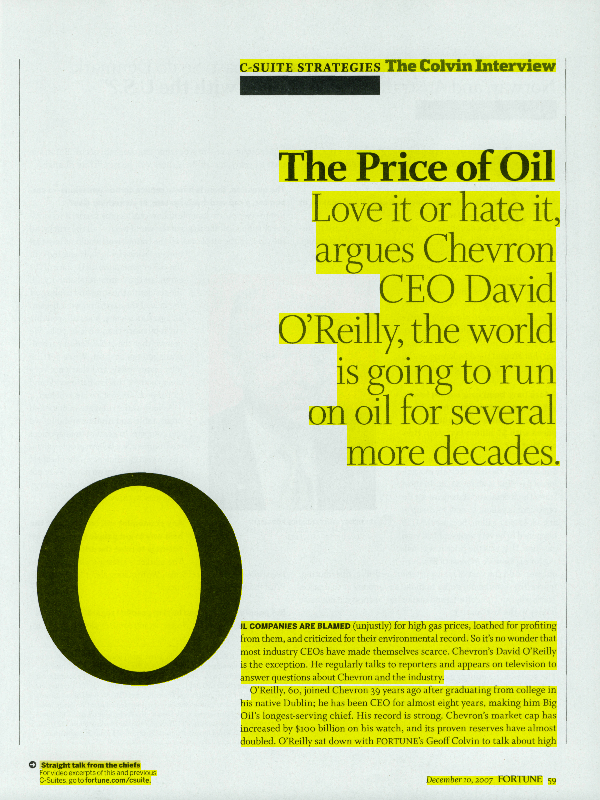 C-SUITE STRATEGIES The Colvin Interview
The Price of Oil
Love it or hate it,
argues Chevron
CEO David
O'Reilly, the world
is going to run
on oil for several
more decades.
OIL COMPANIES ARE BLAMED (unjustly) for high gas prices, loathed for profiting
from them, and criticized for their environmental record. So it's no wonder that
most industry CEOs have made themselves scarce. Chevron's David O'Reilly
is the exception. He regularly talks to reporters and appears on television to
answer questions about Chevron and the industry.
O'Reilly, 60, joined Chevron 39 years ago after graduating from college in
his native Dublin; he has been CEO for almost eight years, making him Big
Oil's longest-serving chief. His record is strong. Chevron's market cap has
increased by $100 billion on his watch, and its proven reserves have almost
doubled. O'Reilly sat down with FORTUNE's Geoff Colvin to talk about high
Straight talk from the chiefs
For video excerpts of this and previous
C-Suites, go to fortune.com/csuite.
December 10, 2007 FORTUNE 59